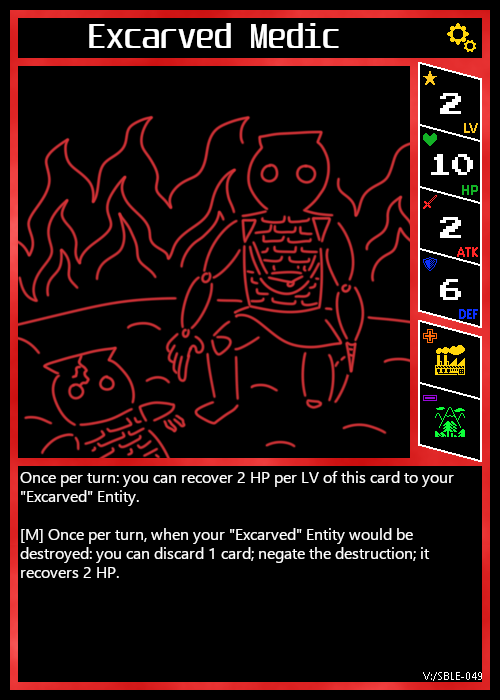 Excarved Medic
2
LV
10
HP
2
ATK
6
DEF
Once per turn: you can recover 2 HP per LV of this card to your
"Excarved" Entity.
[M] Once per turn, when your "Excarved" Entity would be
destroyed: you can discard 1 card; negate the destruction; it
recovers 2 HP.
V:/SBLE-049